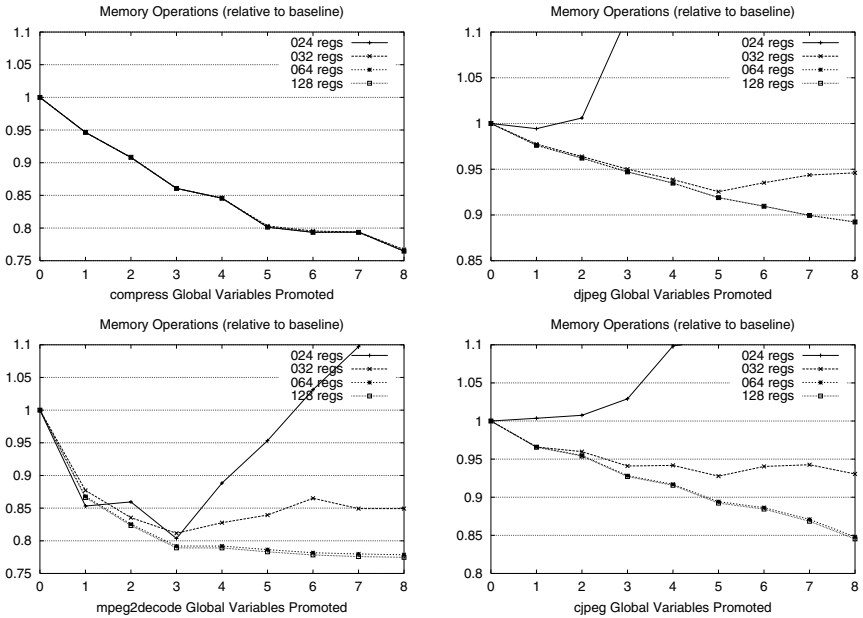 Memory Operations (relative to baseline)
1.1
1.05
1
0.95
0.9
0.85
0.8
0.75
024 regs
032 regs
064 regs
128 regs
0 1 2 3 4 5 6 7 8
compress Global Variables Promoted
Memory Operations (relative to baseline)
1.1
1.05
1
0.95
0.9
0.85
024 regs
032 regs
064 regs
128 regs
0 1 2 3 4 5 6 7 8
djpeg Global Variables Promoted
Memory Operations (relative to baseline)
1.1
1.05
1
0.95
0.9
0.85
0.8
0.75
024 regs
032 regs
064 regs
128 regs
0 1 2 3 4 5 6 7 8
mpeg2decode Global Variables Promoted
Memory Operations (relative to baseline)
1.1
1.05
1
0.95
0.9
0.85
0.8
024 regs
032 regs
064 regs
128 regs
0 1 2 3 4 5 6 7 8
cjpeg Global Variables Promoted